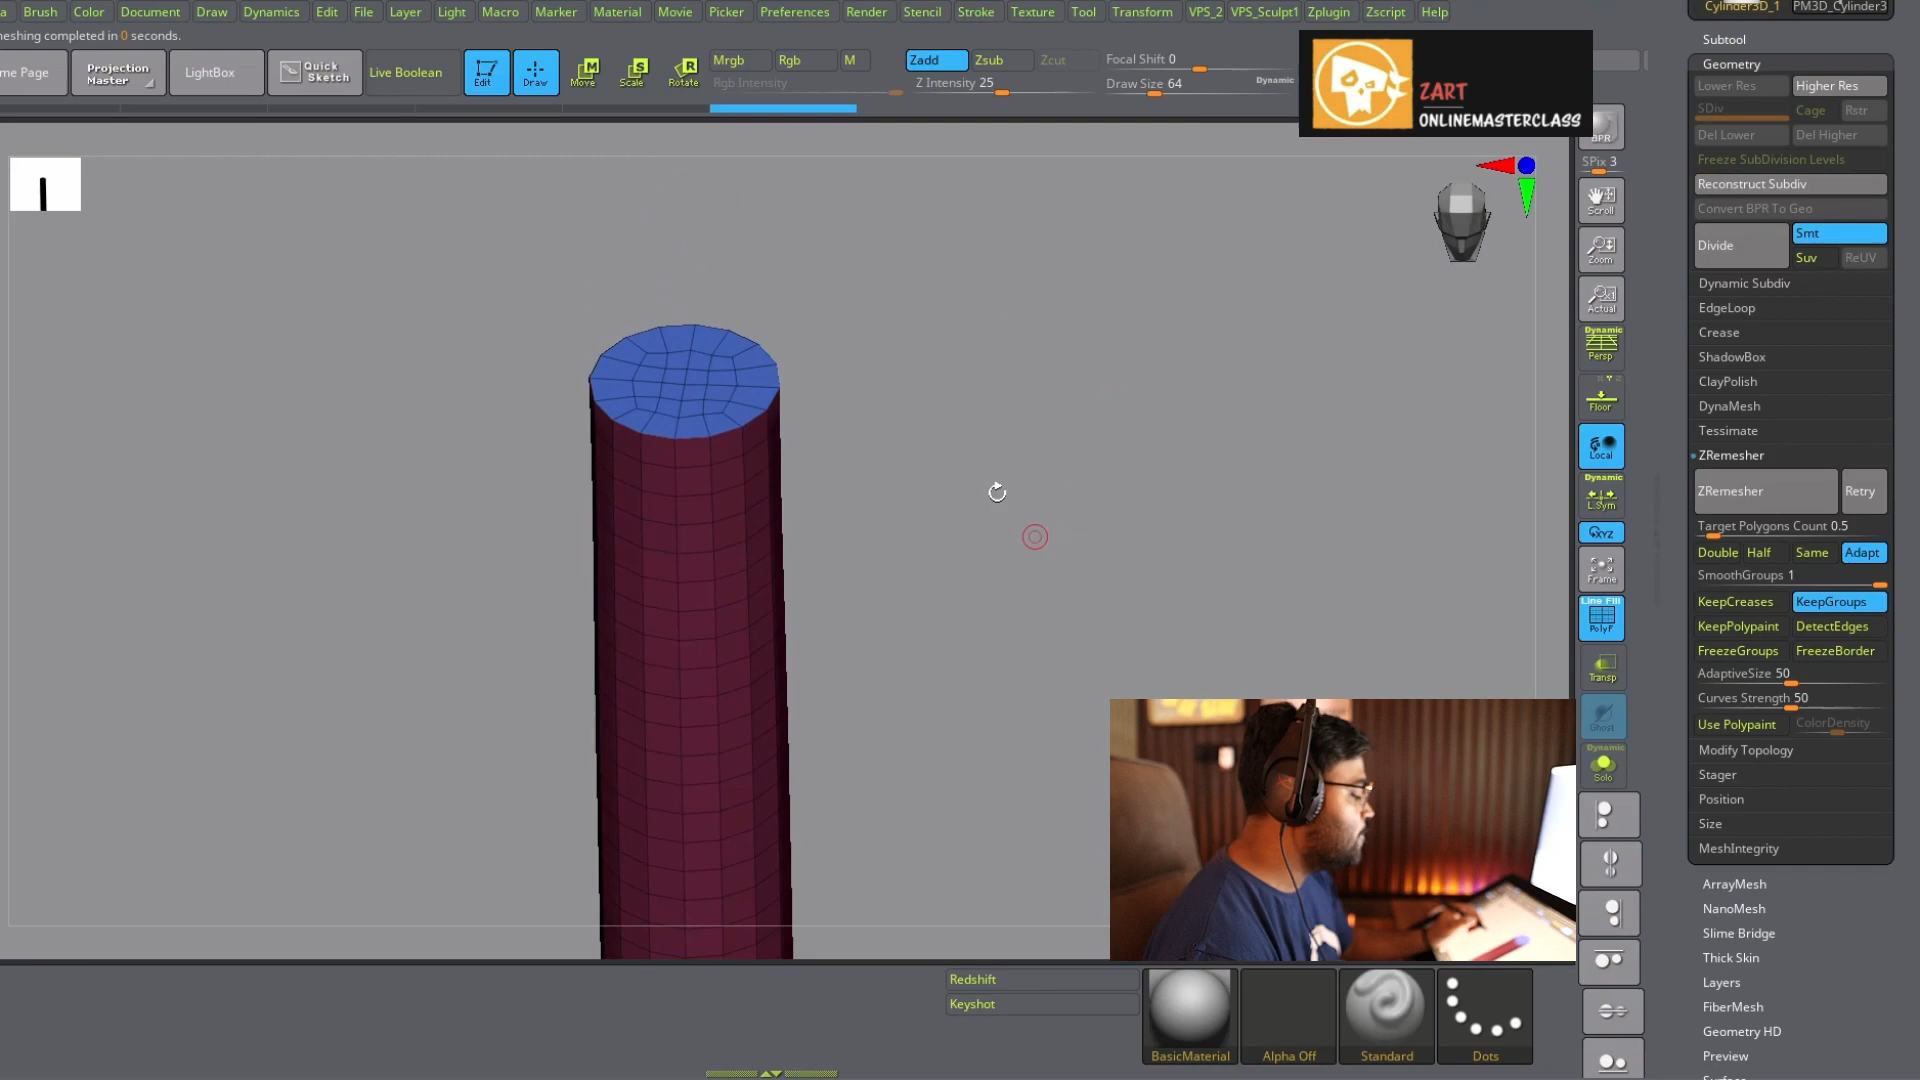 a Brush Color Document Draw Dynamics Edit File Layer Light Macro Marker Material Movie Picker Preferences Render Stencil Stroke Texture Tool Transform VPS_2 VPS_Sculpt1 Zplugin Zscript Help
meshing completed in 0 seconds.
me Page
Projection Master
LightBox
Quick Sketch
Live Boolean
Edit
Draw
Move
Scale
Rotate
Mrgb Rgb M
Rgb Intensity
Zadd Zsub Zcut
Z Intensity 25
Focal Shift 0
Draw Size 64
Dynamic
ZART
ONLINEMASTERCLASS
BPR
SPix 3
Scroll
Zoom
Actual
Dynamic
Persp
Floor
Local
Dynamic
L.Sym
XYZ
Frame
Line Fill
PolyF
Transp
Ghost
Dynamic
Solo
Cylinder3D_1 PM3D_Cylinder3
Subtool
Geometry
Lower Res Higher Res
SDiv Cage Rstr
Del Lower Del Higher
Freeze SubDivision Levels
Reconstruct Subdiv
Convert BPR To Geo
Divide Smt
Suv ReUV
Dynamic Subdiv
EdgeLoop
Crease
ShadowBox
ClayPolish
DynaMesh
Tessimate
ZRemesher
ZRemesher Retry
Target Polygons Count 0.5
Double Half Same Adapt
SmoothGroups 1
KeepCreases KeepGroups
KeepPolypaint DetectEdges
FreezeGroups FreezeBorder
AdaptiveSize 50
Curves Strength 50
Use Polypaint ColorDensity
Modify Topology
Stager
Position
Size
MeshIntegrity
ArrayMesh
NanoMesh
Slime Bridge
Thick Skin
Layers
FiberMesh
Geometry HD
Preview
Redshift
Keyshot
BasicMaterial
Alpha Off
Standard
Dots